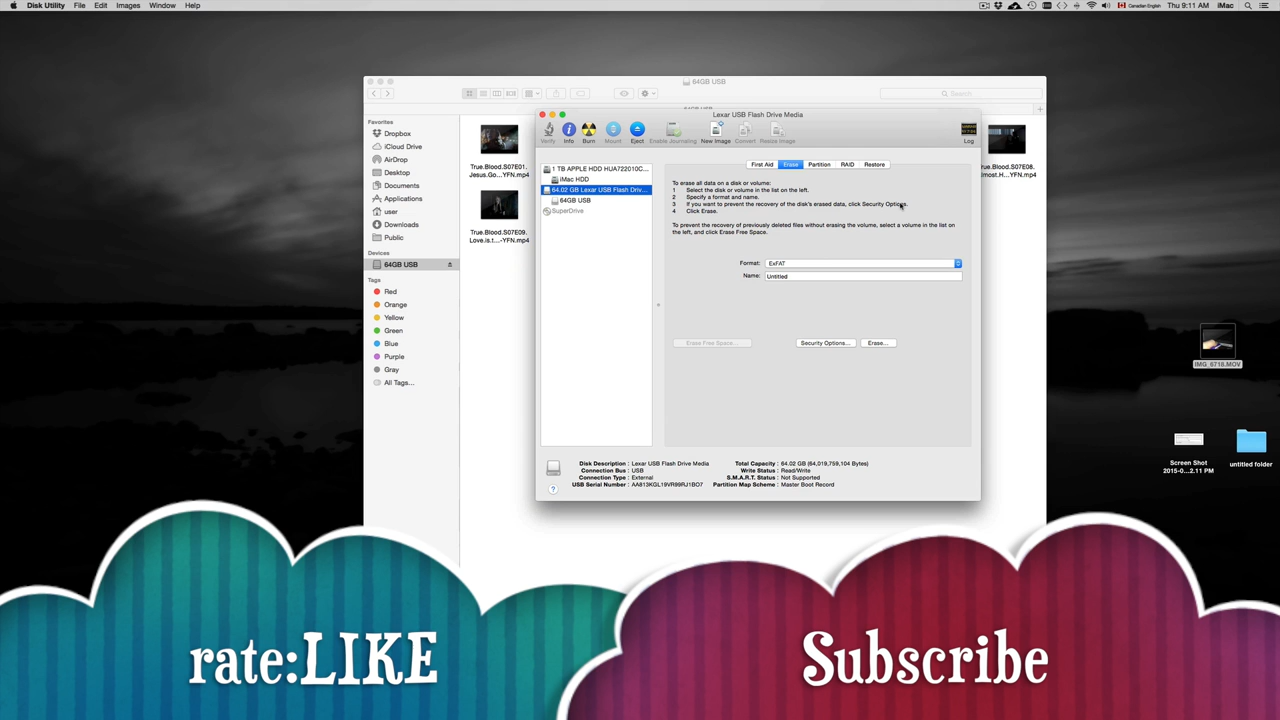 Disk Utility File Edit Images Window Help
Canadian English Thu 9:11 AM iMac
64GB USB
Search
64GB USB
Favorites
Dropbox
iCloud Drive
AirDrop
Desktop
Documents
Applications
user
Downloads
Public
Devices
64GB USB
Tags
Red
Orange
Yellow
Green
Blue
Purple
Gray
All Tags...
True.Blood.S07E01.
Jesus.Go...-YFN.mp4
True.Blood.S07E09.
Love.is.t...-YFN.mp4
True.Blood.S07E08.
lmost.H...-YFN.mp4
Lexar USB Flash Drive Media
Verify Info Burn Mount Eject Enable Journaling New Image Convert Resize Image Log
1 TB APPLE HDD HUA722010C...
iMac HDD
64.02 GB Lexar USB Flash Driv...
64GB USB
SuperDrive
First Aid Erase Partition RAID Restore
To erase all data on a disk or volume:
1 Select the disk or volume in the list on the left.
2 Specify a format and name.
3 If you want to prevent the recovery of the disk's erased data, click Security Options.
4 Click Erase.
To prevent the recovery of previously deleted files without erasing the volume, select a volume in the list on
the left, and click Erase Free Space.
Format: ExFAT
Name: Untitled
Erase Free Space... Security Options... Erase...
Disk Description : Lexar USB Flash Drive Media
Connection Bus : USB
Connection Type : External
USB Serial Number : AA813KGL19VR99RJ1BO7
Total Capacity : 64.02 GB (64,019,759,104 Bytes)
Write Status : Read/Write
S.M.A.R.T. Status : Not Supported
Partition Map Scheme : Master Boot Record
?
IMG_6718.MOV
Screen Shot
2015-0...2.11 PM
untitled folder
rate:LIKE
Subscribe